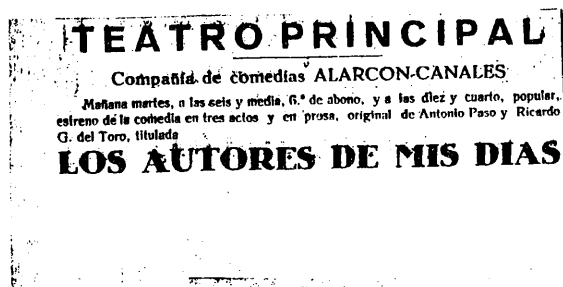 TEATRO PRINCIPAL
Compañía de comedias ALARCON-CANALES
Mañana martes, a las seis y media, 6.ª de abono, y a las diez y cuarto, popular,
estreno de la comedia en tres actos y en prosa, original de Antonio Paso y Ricardo
G. del Toro, titulada
LOS AUTORES DE MIS DIAS